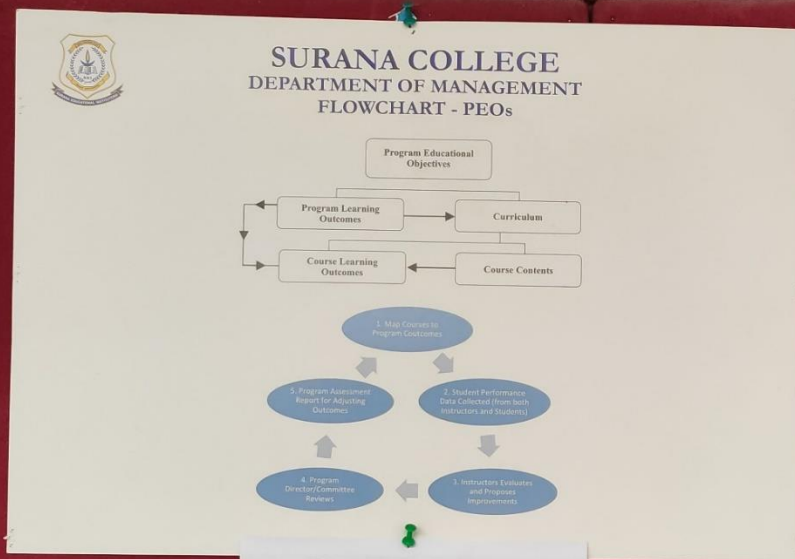 SURANA COLLEGE
DEPARTMENT OF MANAGEMENT
FLOWCHART - PEOs
Program Educational
Objectives
Program Learning
Outcomes
Curriculum
Course Learning
Outcomes
Course Contents
1. Map Courses to
Program Coutcomes
2. Student Performance
Data Collected (from both
Instructors and Students)
3. Instructors Evaluates
and Proposes
Improvements
4. Program
Director/Committee
Reviews
5. Program Assessment
Report for Adjusting
Outcomes